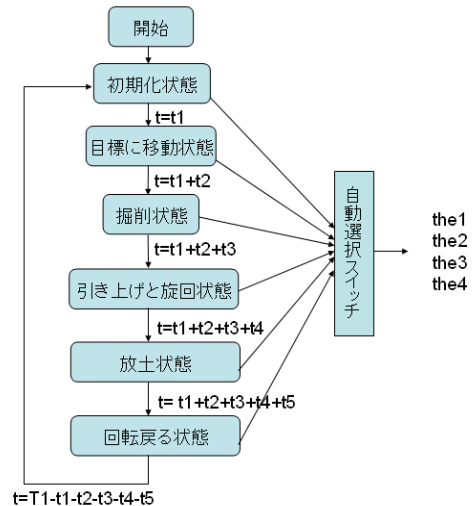 開始
初期化状態
t=t1
目標に移動状態
t=t1+t2
掘削状態
t=t1+t2+t3
引き上げと旋回状態
t=t1+t2+t3+t4
放土状態
t= t1+t2+t3+t4+t5
回転戻る状態
t=T1-t1-t2-t3-t4-t5
自動選択スイッチ
the1
the2
the3
the4